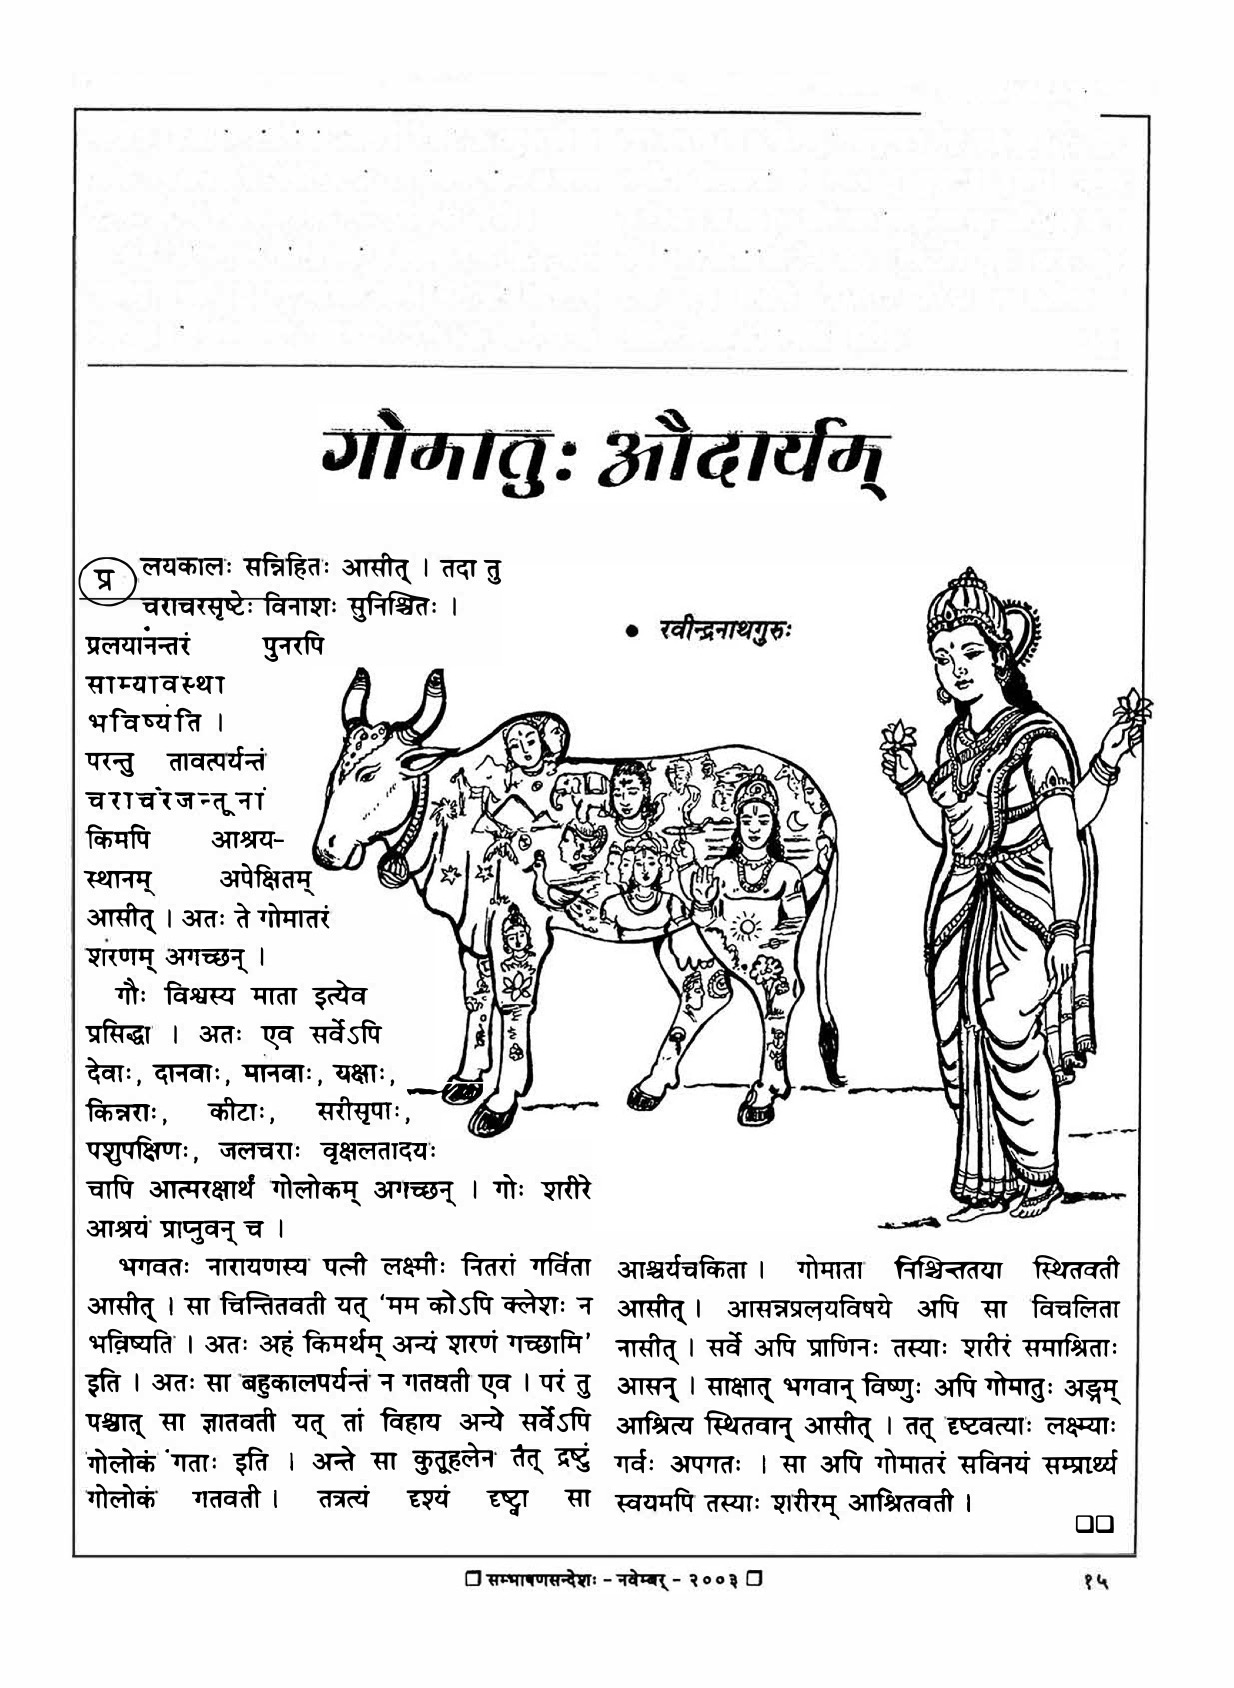 गोमातुः औदार्यम्
प्रलयकालः सन्निहितः आसीत् । तदा तु
चराचरसृष्टेः विनाशः सुनिश्चितः ।
• रवीन्द्रनाथगुरुः
प्रलयानन्तरं पुनरपि
साम्यावस्था
भविष्यति ।
परन्तु तावत्पर्यन्तं
चराचरजन्तूनां
किमपि आश्रय-
स्थानम् अपेक्षितम्
आसीत् । अतः ते गोमातरं
शरणम् अगच्छन् ।
गौः विश्वस्य माता इत्येव
प्रसिद्धा । अतः एव सर्वेऽपि
देवाः, दानवाः, मानवाः, यक्षाः,
किन्नराः, कीटाः, सरीसृपाः,
पशुपक्षिणः, जलचराः वृक्षलतादयः
चापि आत्मरक्षार्थं गोलोकम् अगच्छन् । गोः शरीरे
आश्रयं प्राप्नुवन् च ।
भगवतः नारायणस्य पत्नी लक्ष्मीः नितरां गर्विता
आसीत् । सा चिन्तितवती यत् ‘मम कोऽपि क्लेशः न
भविष्यति । अतः अहं किमर्थम् अन्यं शरणं गच्छामि’
इति । अतः सा बहुकालपर्यन्तं न गतवती एव । परं तु
पश्चात् सा ज्ञातवती यत् तां विहाय अन्ये सर्वेऽपि
गोलोकं गताः इति । अन्ते सा कुतूहलेन तत् द्रष्टुं
गोलोकं गतवती । तत्रत्यं दृश्यं दृष्ट्वा सा
आश्चर्यचकिता । गोमाता निश्चिन्ततया स्थितवती
आसीत् । आसन्नप्रलयविषये अपि सा विचलिता
नासीत् । सर्वे अपि प्राणिनः तस्याः शरीरं समाश्रिताः
आसन् । साक्षात् भगवान् विष्णुः अपि गोमातुः अङ्गम्
आश्रित्य स्थितवान् आसीत् । तत् दृष्टवत्याः लक्ष्म्याः
गर्वः अपगतः । सा अपि गोमातरं सविनयं सम्प्रार्थ्य
स्वयमपि तस्याः शरीरम् आश्रितवती ।
❐ सम्भाषणसन्देशः - नवेम्बर् - २००३ ❐
१५